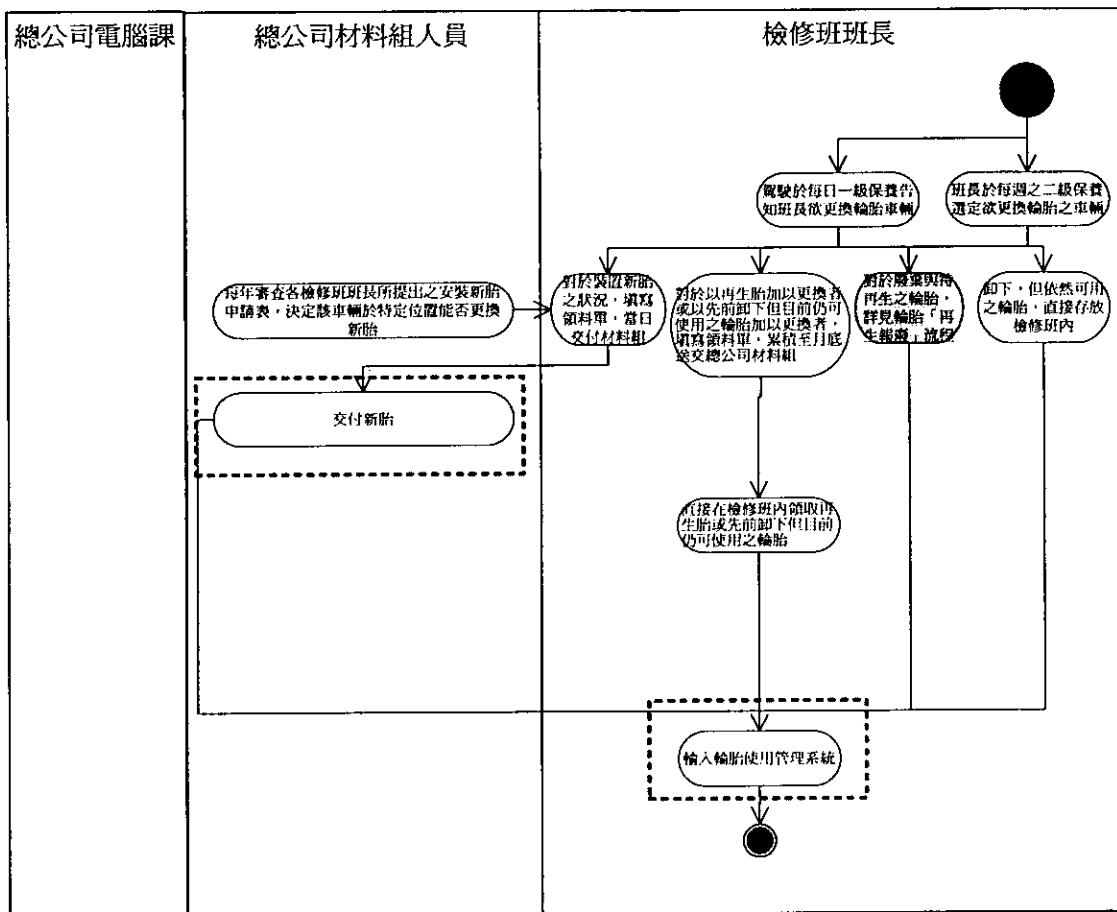 總公司電腦課
總公司材料組人員
檢修班班長
駕駛於每日一級保養告
知班長欲更換輪胎車輛
班長於每週之二級保養
選定欲更換輪胎之車輛
每年審查各檢修班班長所提出之安裝新胎
申請表，決定該車輛於特定位置能否更換
新胎
對於裝置新胎
之狀況，填寫
領料單，當日
交付材料組
對於以再生胎加以更換者
或以先前卸下但目前仍可
使用之輪胎加以更換者，
填寫領料單，累積至月底
送交總公司材料組
對於廢棄與待
再生之輪胎，
詳見輪胎「再
生報廢」流程
卸下，但依然可用
之輪胎，直接存放
檢修班內
交付新胎
直接在檢修班內領取再
生胎或先前卸下但目前
仍可使用之輪胎
輸入輪胎使用管理系統